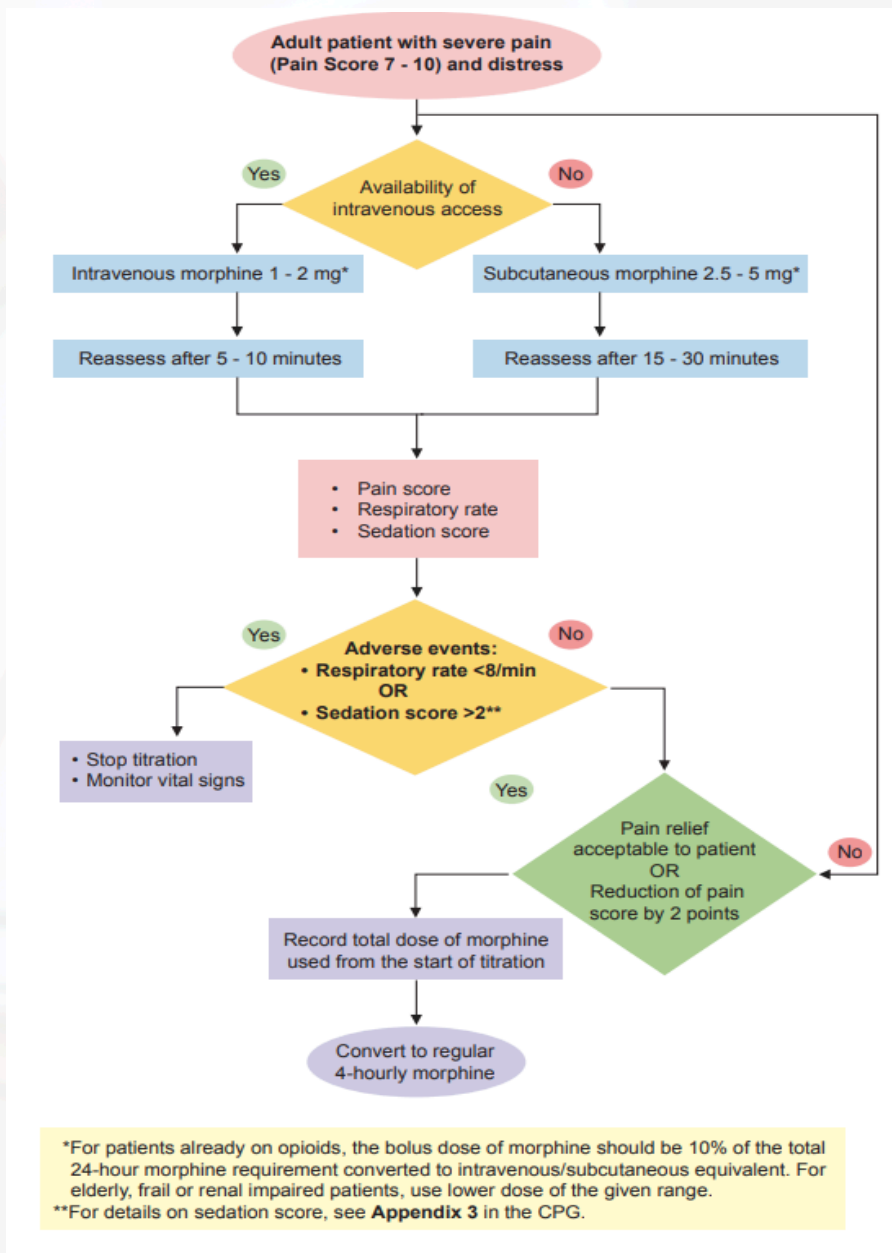 Adult patient with severe pain
(Pain Score 7 - 10) and distress
Yes
No
Availability of
intravenous access
Intravenous morphine 1 - 2 mg*
Subcutaneous morphine 2.5 - 5 mg*
Reassess after 5 - 10 minutes
Reassess after 15 - 30 minutes
• Pain score
• Respiratory rate
• Sedation score
Yes
No
Adverse events:
• Respiratory rate <8/min
OR
• Sedation score >2**
• Stop titration
• Monitor vital signs
Yes
No
Pain relief
acceptable to patient
OR
Reduction of pain
score by 2 points
Record total dose of morphine
used from the start of titration
Convert to regular
4-hourly morphine
*For patients already on opioids, the bolus dose of morphine should be 10% of the total
24-hour morphine requirement converted to intravenous/subcutaneous equivalent. For
elderly, frail or renal impaired patients, use lower dose of the given range.
**For details on sedation score, see Appendix 3 in the CPG.